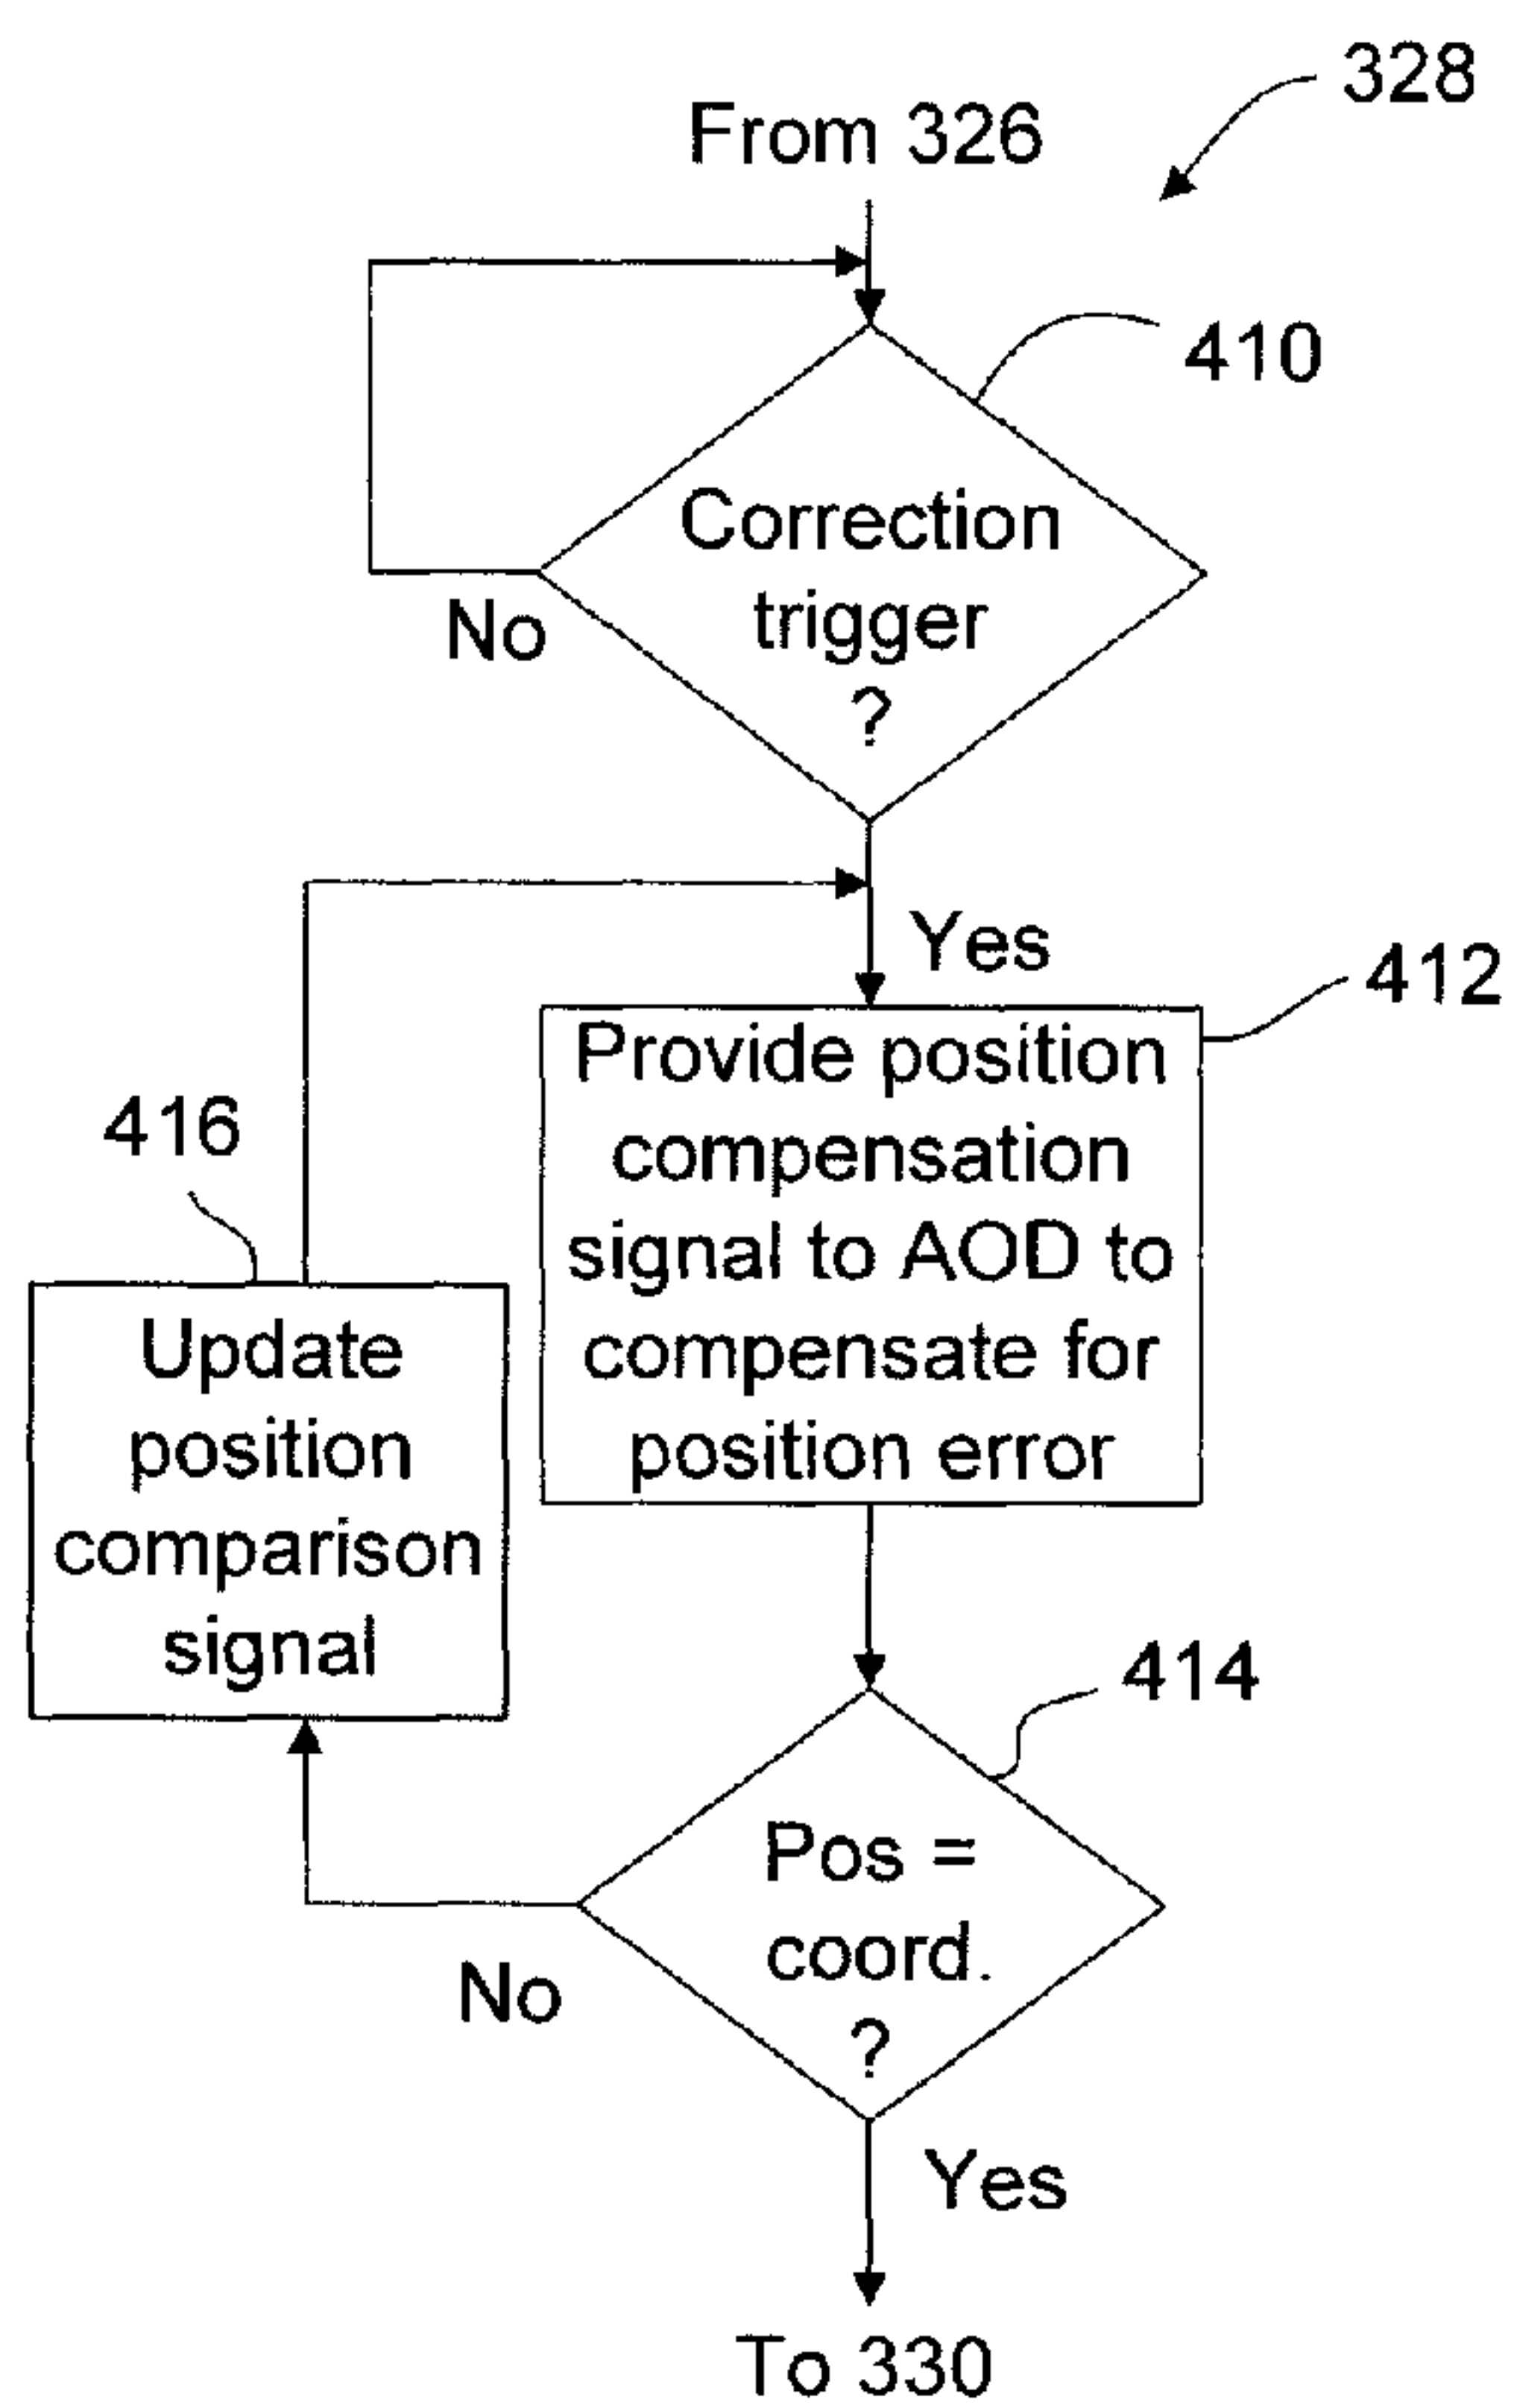 328
From 326
410
Correction
trigger
?
No
Yes
412
Provide position
compensation
signal to AOD to
compensate for
position error
416
Update
position
comparison
signal
414
Pos =
coord.
?
No
Yes
To 330